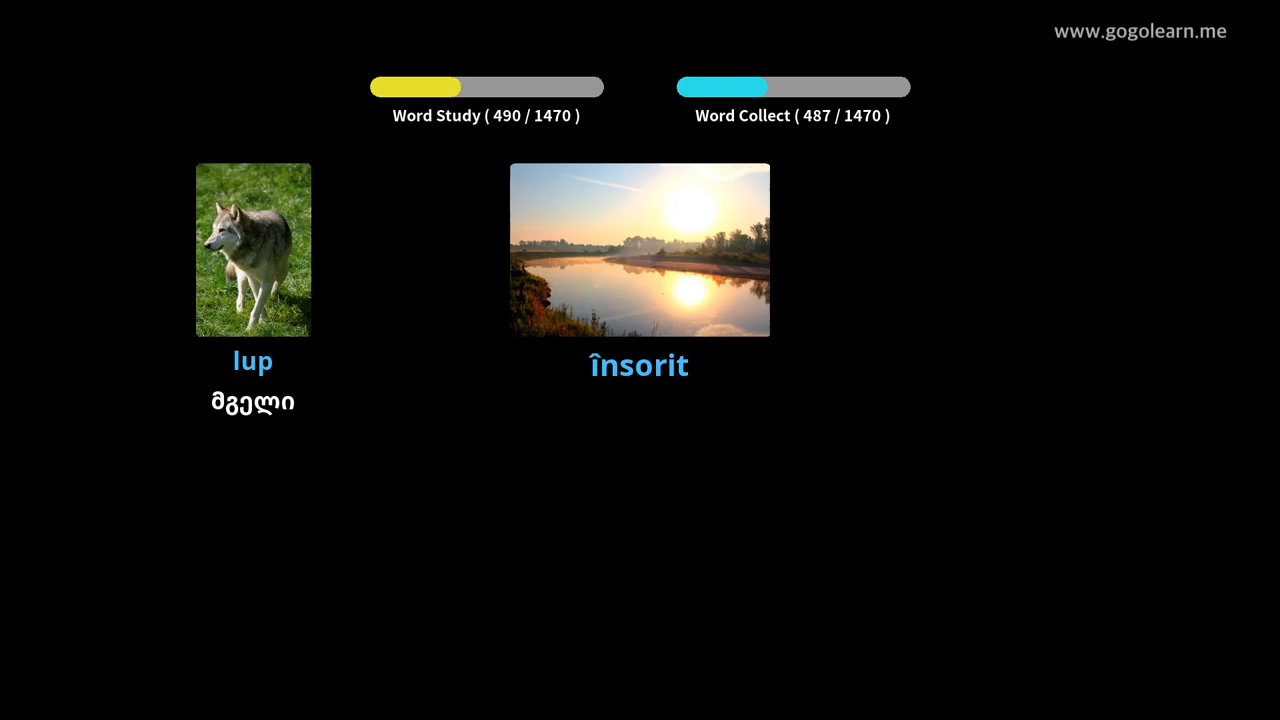 www.gogolearn.me
Word Study ( 490 / 1470 )
Word Collect ( 487 / 1470 )
lup
მგელი
însorit